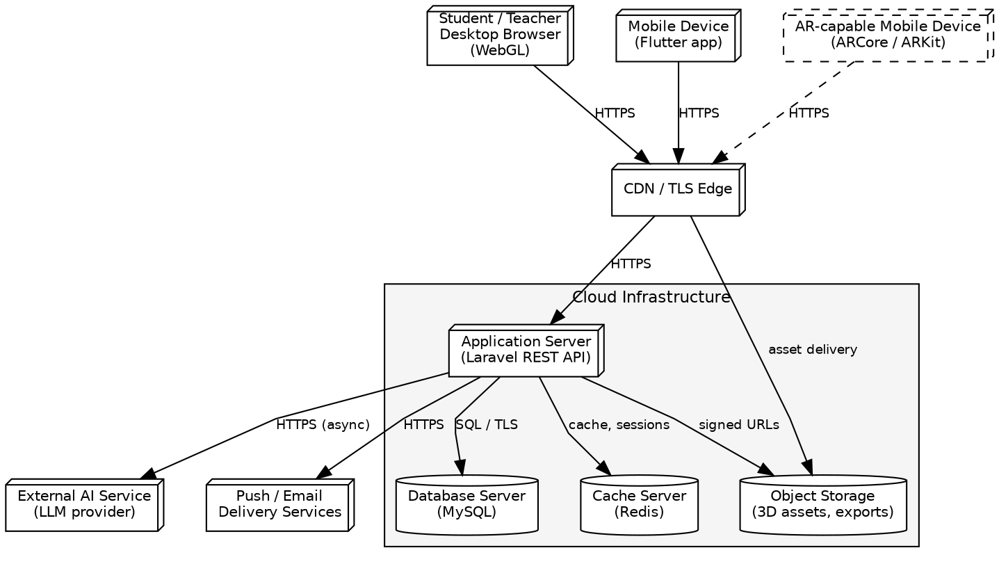 Student / Teacher
Desktop Browser
(WebGL)
Mobile Device
(Flutter app)
AR-capable Mobile Device
(ARCore / ARKit)
HTTPS
HTTPS
HTTPS
CDN / TLS Edge
HTTPS
Cloud Infrastructure
Application Server
(Laravel REST API)
asset delivery
HTTPS (async)
HTTPS
SQL / TLS
cache, sessions
signed URLs
External AI Service
(LLM provider)
Push / Email
Delivery Services
Database Server
(MySQL)
Cache Server
(Redis)
Object Storage
(3D assets, exports)